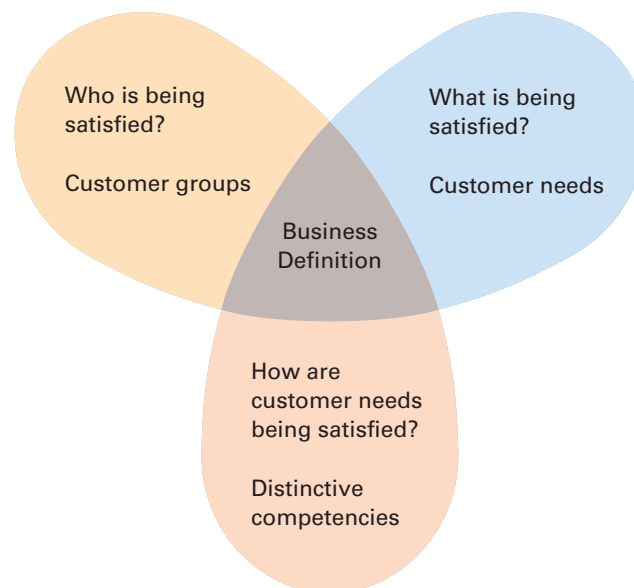 Who is being
satisfied?
Customer groups
What is being
satisfied?
Customer needs
Business
Definition
How are
customer needs
being satisfied?
Distinctive
competencies